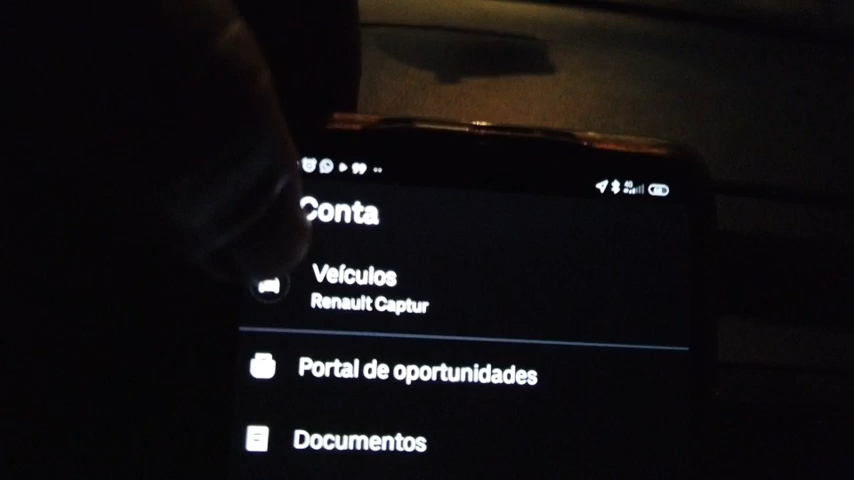 Conta
Veículos
Renault Captur
Portal de oportunidades
Documentos